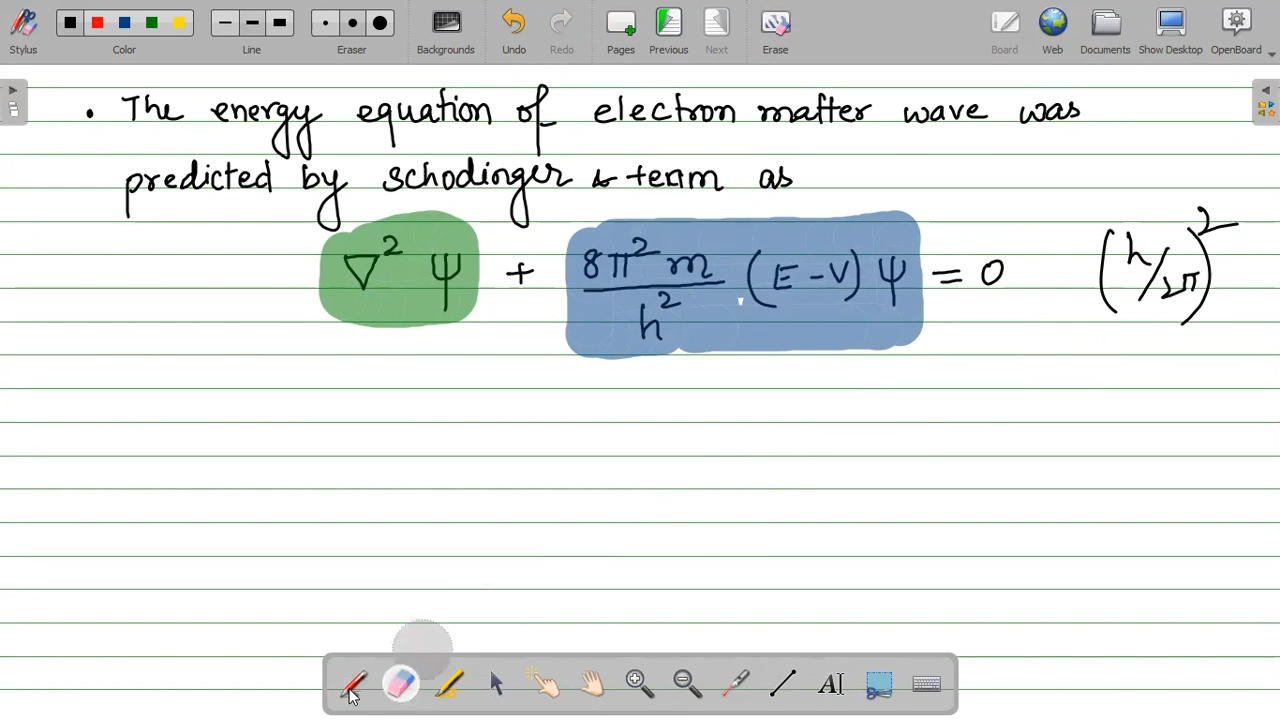 Stylus Color Line Eraser Backgrounds Undo Redo Pages Previous Next Erase Board Web Documents Show Desktop OpenBoard
• The energy equation of electron matter wave was
predicted by schodinger & term as
∇² ψ + 8π²m/h² (E-V) ψ = 0 (h/2π)²
AI